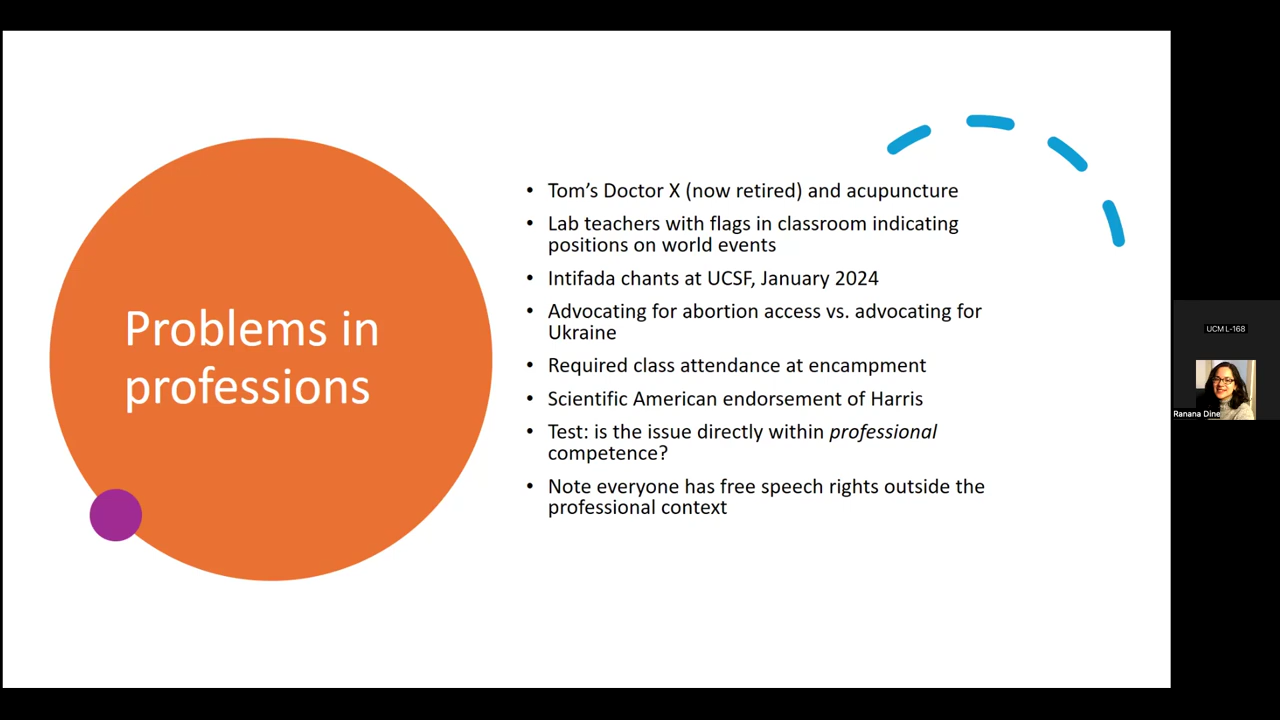 Problems in
professions
• Tom’s Doctor X (now retired) and acupuncture
• Lab teachers with flags in classroom indicating
positions on world events
• Intifada chants at UCSF, January 2024
• Advocating for abortion access vs. advocating for
Ukraine
• Required class attendance at encampment
• Scientific American endorsement of Harris
• Test: is the issue directly within professional
competence?
• Note everyone has free speech rights outside the
professional context
UCM L-168
Ranana Dine